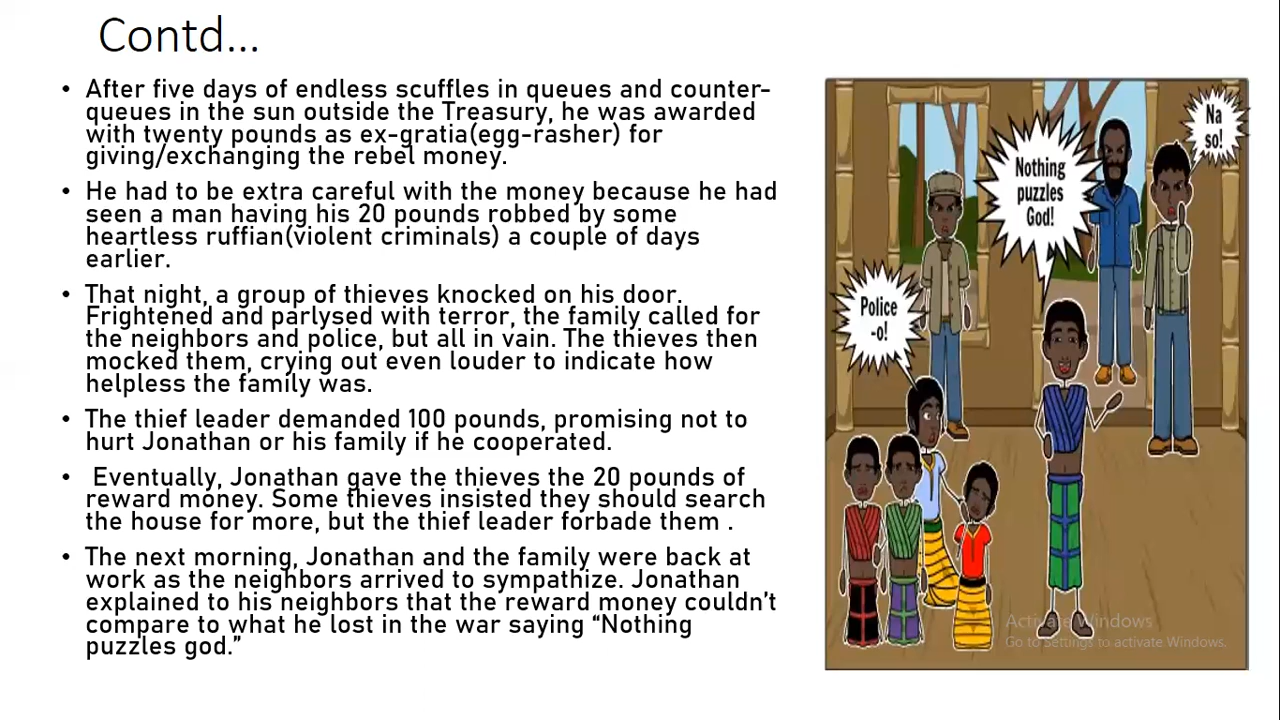 Contd...
• After five days of endless scuffles in queues and counter-
queues in the sun outside the Treasury, he was awarded
with twenty pounds as ex-gratia(egg-rasher) for
giving/exchanging the rebel money.
• He had to be extra careful with the money because he had
seen a man having his 20 pounds robbed by some
heartless ruffian(violent criminals) a couple of days
earlier.
• That night, a group of thieves knocked on his door.
Frightened and parlysed with terror, the family called for
the neighbors and police, but all in vain. The thieves then
mocked them, crying out even louder to indicate how
helpless the family was.
• The thief leader demanded 100 pounds, promising not to
hurt Jonathan or his family if he cooperated.
• Eventually, Jonathan gave the thieves the 20 pounds of
reward money. Some thieves insisted they should search
the house for more, but the thief leader forbade them .
• The next morning, Jonathan and the family were back at
work as the neighbors arrived to sympathize. Jonathan
explained to his neighbors that the reward money couldn't
compare to what he lost in the war saying “Nothing
puzzles god.”
Na
so!
Nothing
puzzles
God!
Police
-o!
Activate Windows
Go to Settings to activate Windows.